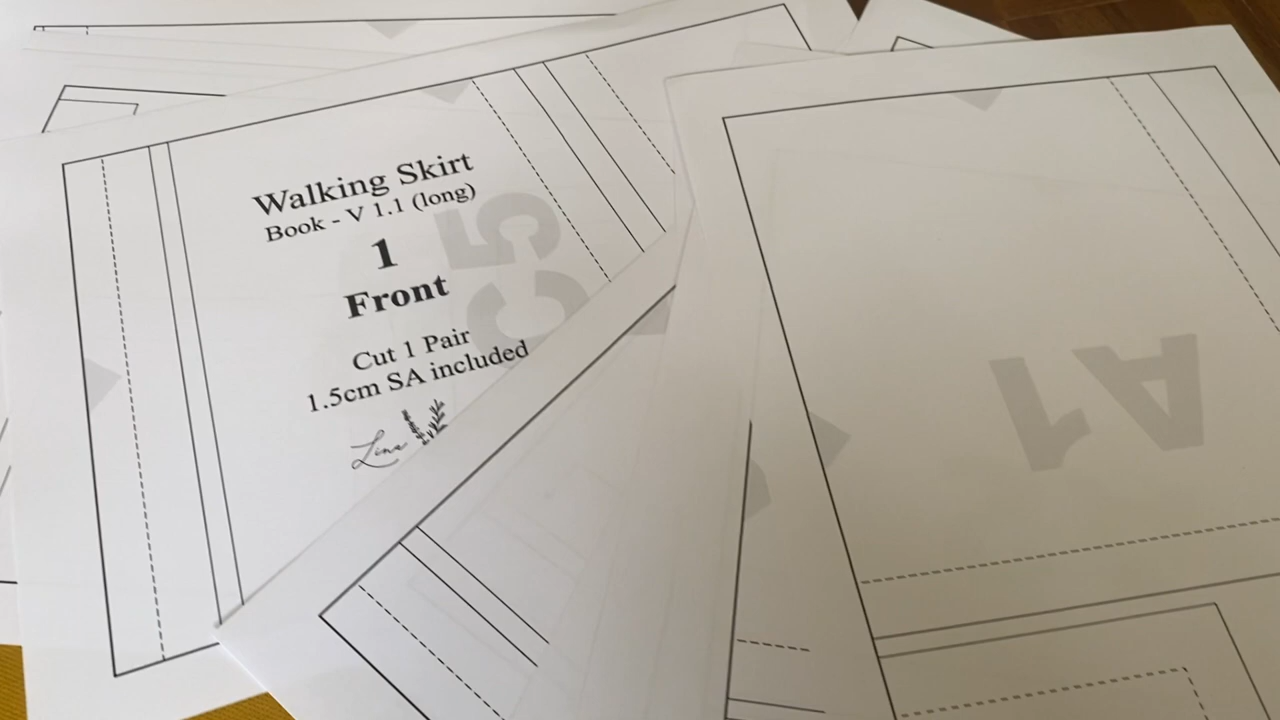 Walking Skirt
Book - V 1.1 (long)
1
Front
Cut 1 Pair
1.5cm SA included
C5
A1